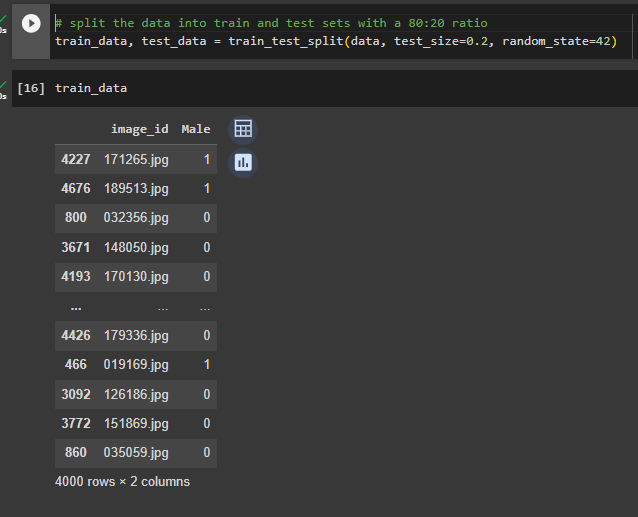 # split the data into train and test sets with a 80:20 ratio
train_data, test_data = train_test_split(data, test_size=0.2, random_state=42)
[16] train_data
image_id Male
4227 171265.jpg 1
4676 189513.jpg 1
800 032356.jpg 0
3671 148050.jpg 0
4193 170130.jpg 0
... ... ...
4426 179336.jpg 0
466 019169.jpg 1
3092 126186.jpg 0
3772 151869.jpg 0
860 035059.jpg 0
4000 rows × 2 columns